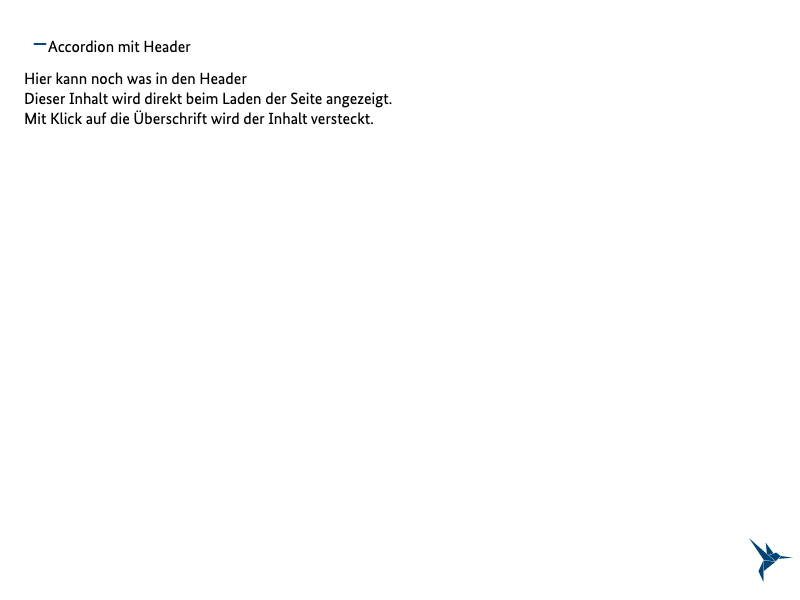 Accordion mit Header
Hier kann noch was in den Header
Dieser Inhalt wird direkt beim Laden der Seite angezeigt.
Mit Klick auf die Überschrift wird der Inhalt versteckt.